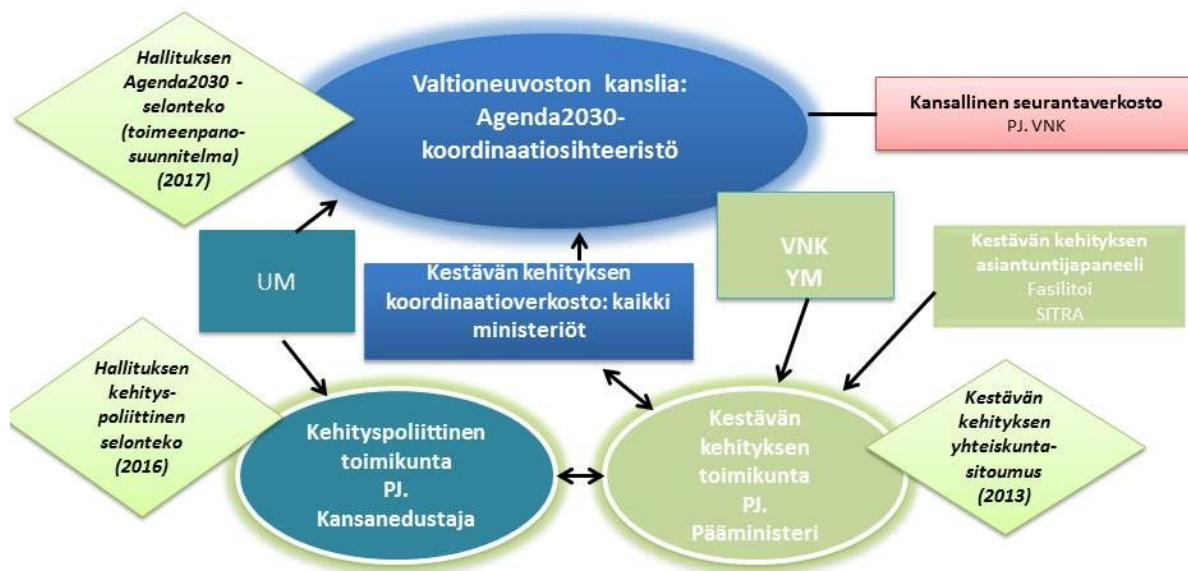 Hallituksen
Agenda2030 -
selonteko
(toimeenpano-
suunnitelma)
(2017)
Valtioneuvoston kanslia:
Agenda2030-
koordinaatiosihteeristö
Kansallinen seurantaverkosto
PJ. VNK
UM
Kestävän kehityksen
koordinaatioverkosto: kaikki
ministeriöt
VNK
YM
Kestävän kehityksen
asiantuntijapaneeli
Fasilitoi
SITRA
Hallituksen
kehitys-
poliittinen
selonteko
(2016)
Kehityspoliittinen
toimikunta
PJ.
Kansanedustaja
Kestävän
kehityksen
toimikunta
PJ.
Pääministeri
Kestävän
kehityksen
yhteiskunta-
sitoumus
(2013)